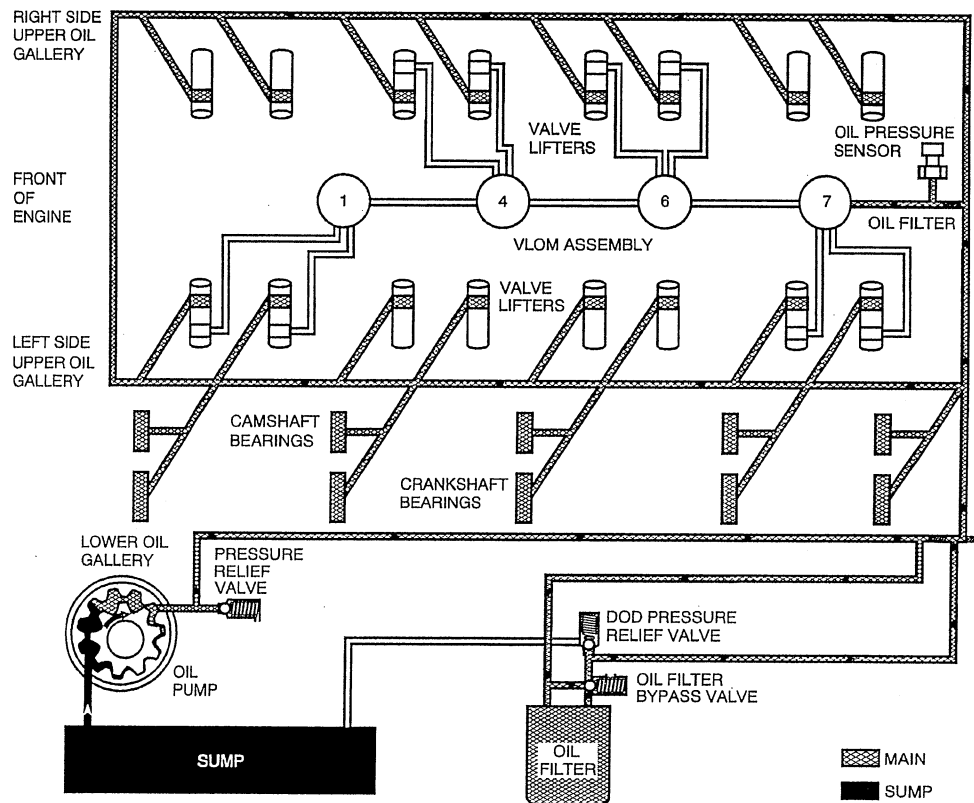 RIGHT SIDE
UPPER OIL
GALLERY
VALVE
LIFTERS
OIL PRESSURE
SENSOR
FRONT
OF
ENGINE
1
4
6
7
OIL FILTER
VLOM ASSEMBLY
VALVE
LIFTERS
LEFT SIDE
UPPER OIL
GALLERY
CAMSHAFT
BEARINGS
CRANKSHAFT
BEARINGS
LOWER OIL
GALLERY
PRESSURE
RELIEF
VALVE
DOD PRESSURE
RELIEF VALVE
OIL
PUMP
OIL FILTER
BYPASS VALVE
SUMP
OIL
FILTER
MAIN
SUMP